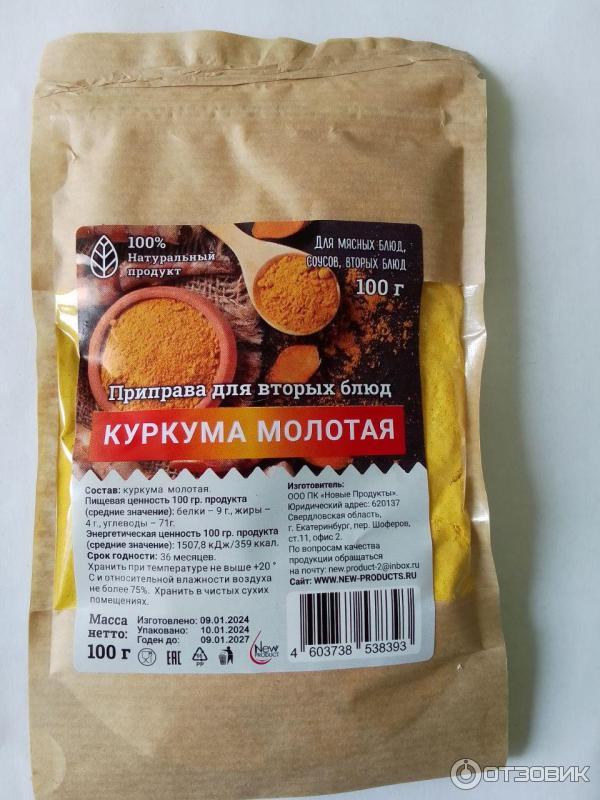 100%
Натуральный
продукт
Для мясных блюд,
соусов, вторых блюд
100 г
Приправа для вторых блюд
КУРКУМА МОЛОТАЯ
Состав: куркума молотая.
Пищевая ценность 100 гр. продукта
(средние значение): белки – 9 г., жиры –
4 г., углеводы – 71г.
Энергетическая ценность 100 гр. продукта
(средние значение): 1507,8 кДж/359 ккал.
Срок годности: 36 месяцев.
Хранить при температуре не выше +20 °
С и относительной влажности воздуха
не более 75%. Хранить в чистых сухих
помещениях.
Изготовитель:
ООО ПК «Новые Продукты».
Юридический адрес: 620137
Свердловская область,
г. Екатеринбург, пер. Шоферов,
ст.11, офис 2.
По вопросам качества
продукции обращаться
на почту: new.product-2@inbox.ru
Сайт: WWW.NEW-PRODUCTS.RU
Масса
нетто:
100 г
Изготовлено: 09.01.2024
Упаковано: 10.01.2024
Годен до: 09.01.2027
EAC
PP
New
PRODUCT
4 603738 538393
ОТЗОВИК